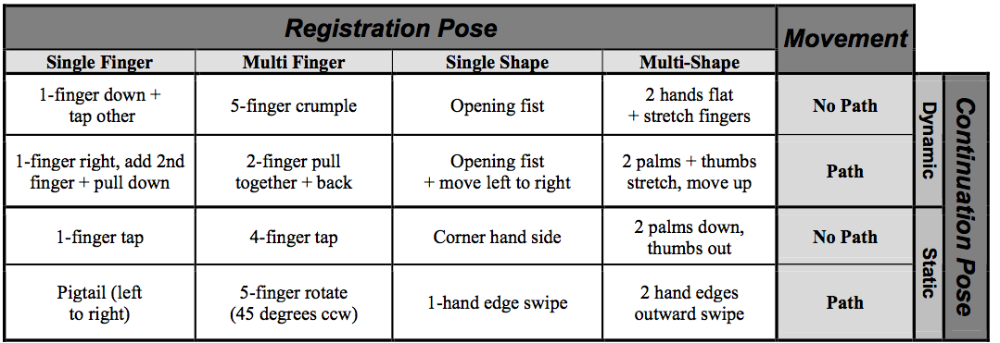 Registration Pose
Movement
Single Finger
Multi Finger
Single Shape
Multi-Shape
1-finger down +
tap other
5-finger crumple
Opening fist
2 hands flat
+ stretch fingers
No Path
Dynamic
Continuation Pose
1-finger right, add 2nd
finger + pull down
2-finger pull
together + back
Opening fist
+ move left to right
2 palms + thumbs
stretch, move up
Path
1-finger tap
4-finger tap
Corner hand side
2 palms down,
thumbs out
No Path
Static
Pigtail (left
to right)
5-finger rotate
(45 degrees ccw)
1-hand edge swipe
2 hand edges
outward swipe
Path